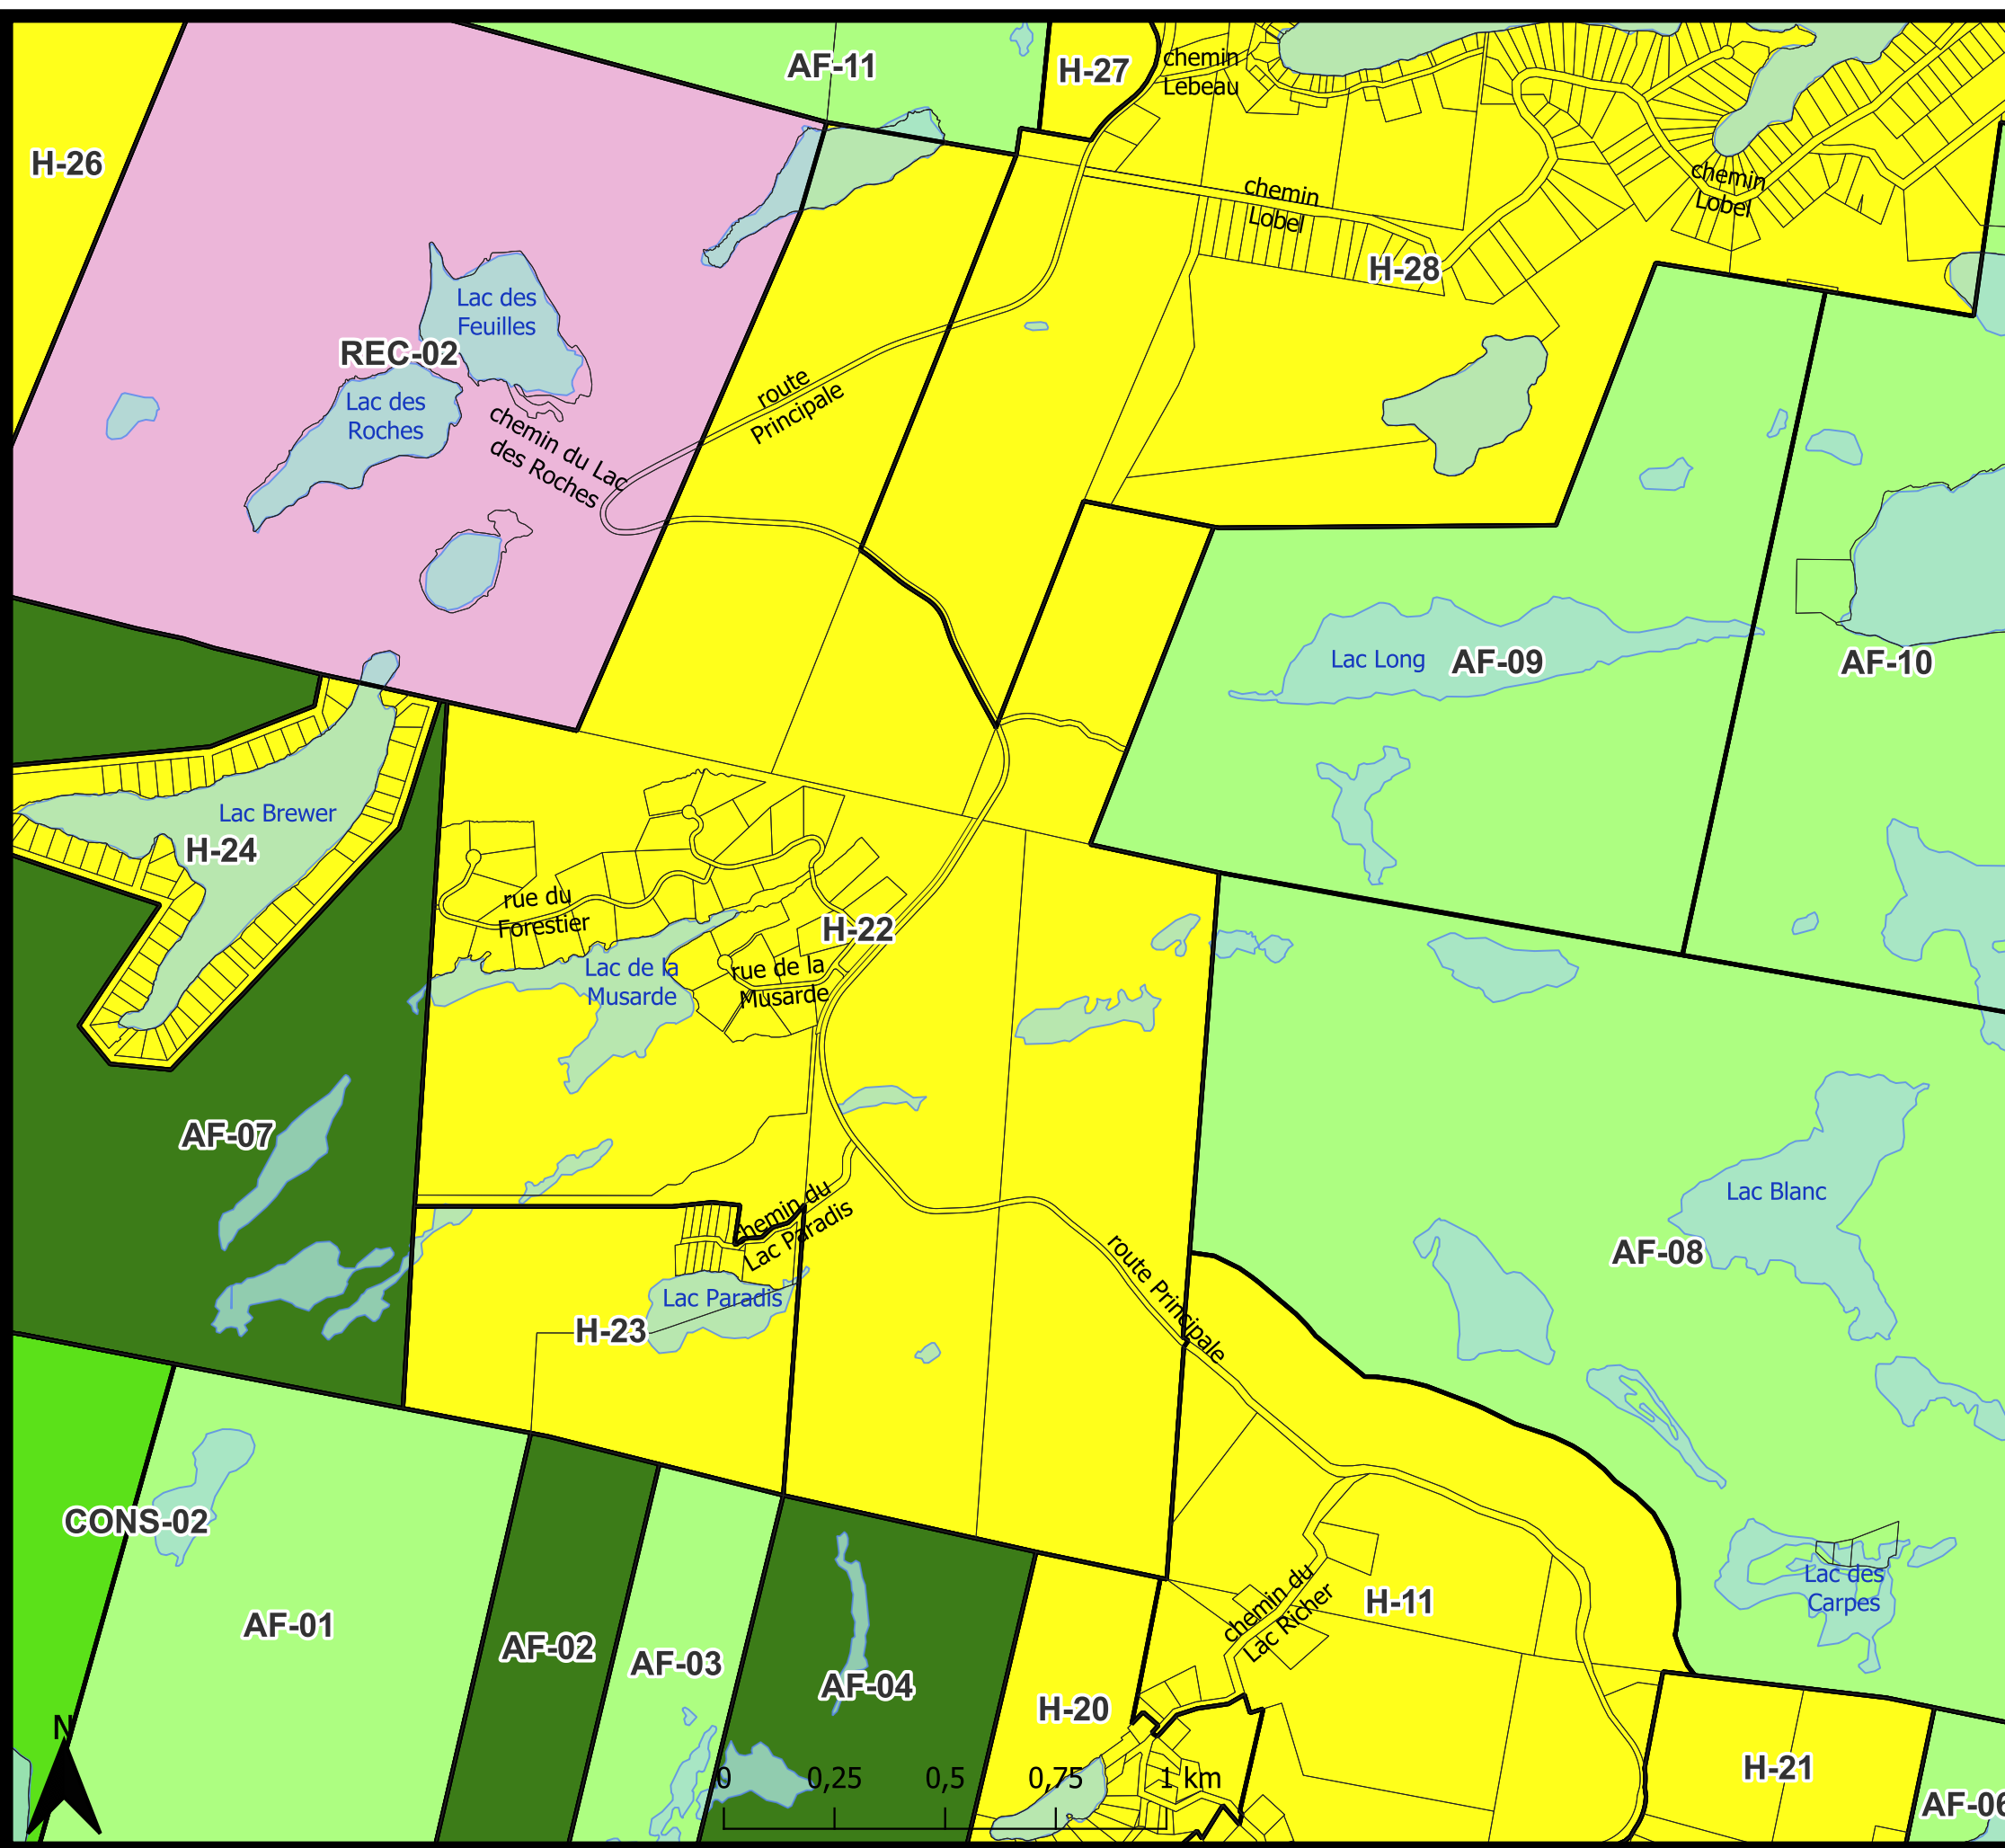 AF-11
H-27
chemin
Lebeau
H-26
chemin
Lobel
chemin
Lobel
H-28
Lac des
Feuilles
REC-02
Lac des
Roches
chemin du Lac
des Roches
route
Principale
Lac Long
AF-09
AF-10
Lac Brewer
H-24
rue du
Forestier
H-22
Lac de la
Musarde
rue de la
Musarde
AF-07
chemin du
Lac Paradis
Lac Blanc
AF-08
route Principale
Lac Paradis
H-23
CONS-02
AF-01
AF-02
AF-03
AF-04
H-20
chemin du
Lac Richer
H-11
Lac des
Carpes
H-21
AF-06
N
0 0,25 0,5 0,75 1 km